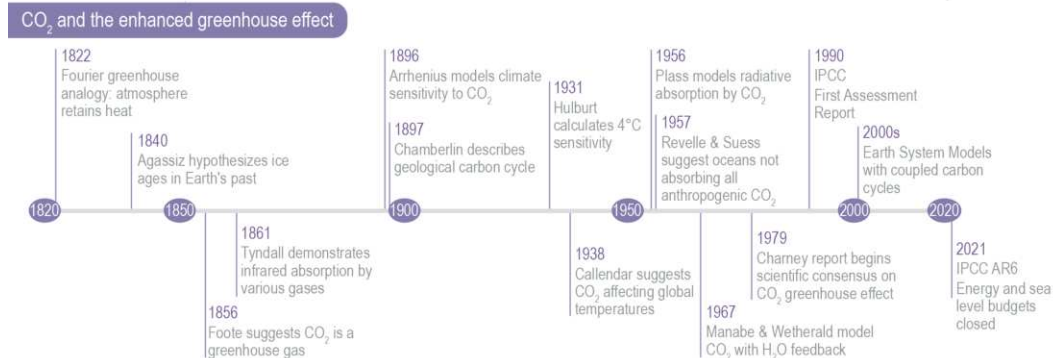 CO₂ and the enhanced greenhouse effect
1822
Fourier greenhouse
analogy: atmosphere
retains heat
1840
Agassiz hypothesizes ice
ages in Earth's past
1896
Arrhenius models climate
sensitivity to CO₂
1897
Chamberlin describes
geological carbon cycle
1931
Hulburt
calculates 4°C
sensitivity
1956
Plass models radiative
absorption by CO₂
1957
Revelle & Suess
suggest oceans not
absorbing all
anthropogenic CO₂
1990
IPCC
First Assessment
Report
2000s
Earth System Models
with coupled carbon
cycles
1820
1850
1900
1950
2000
2020
1861
Tyndall demonstrates
infrared absorption by
various gases
1856
Foote suggests CO₂ is a
greenhouse gas
1938
Callendar suggests
CO₂ affecting global
temperatures
1979
Charney report begins
scientific consensus on
CO₂ greenhouse effect
1967
Manabe & Wetherald model
CO₂ with H₂O feedback
2021
IPCC AR6
Energy and sea
level budgets
closed